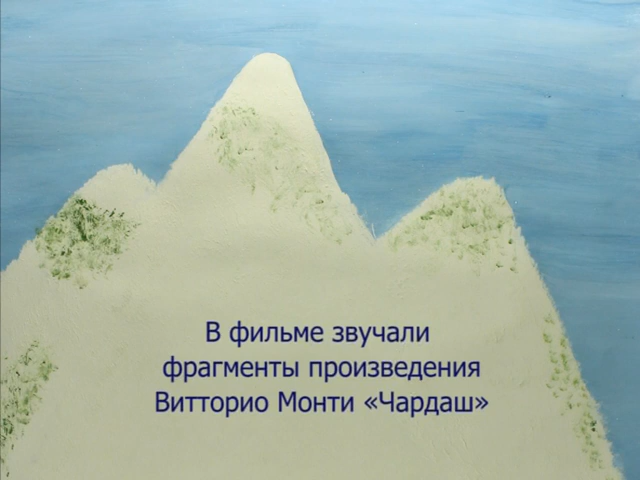 В фильме звучали
фрагменты произведения
Витторио Монти «Чардаш»